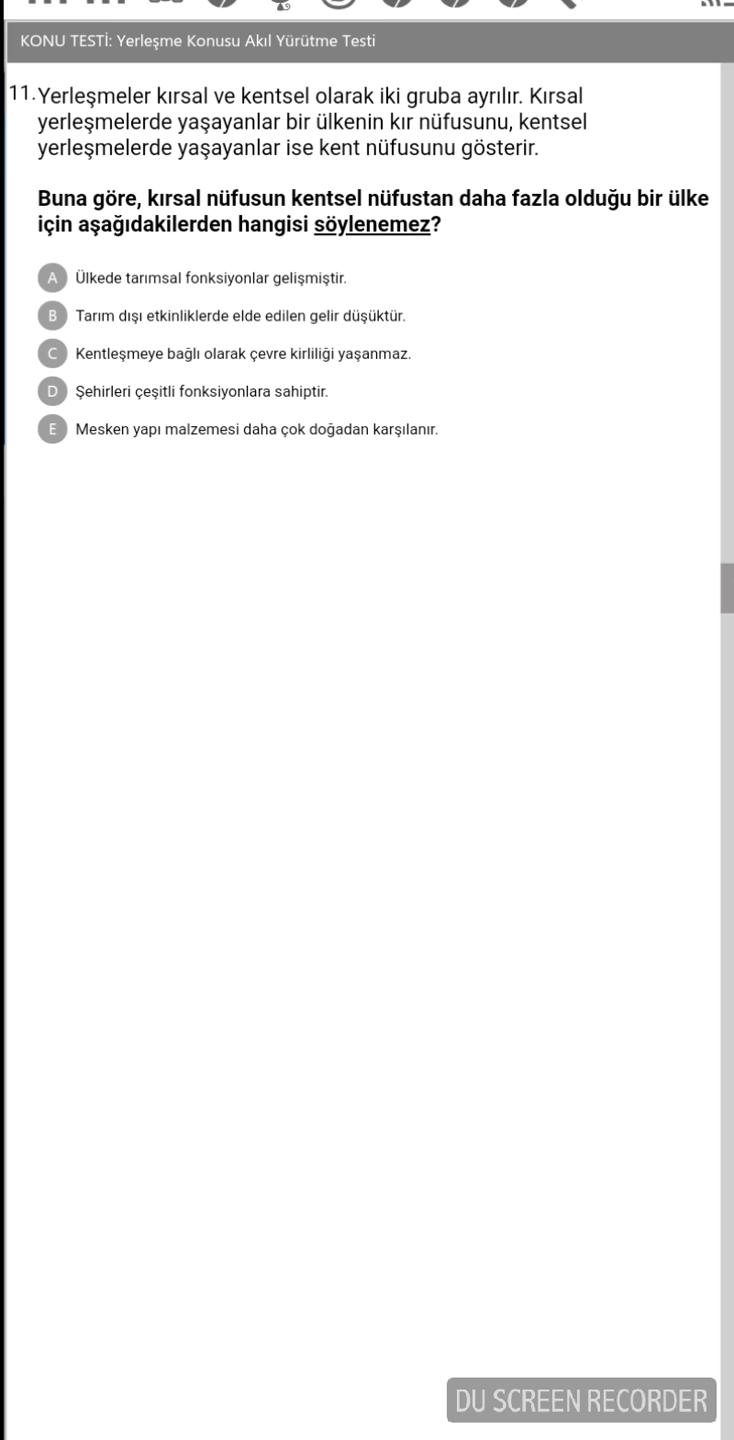 KONU TESTİ: Yerleşme Konusu Akıl Yürütme Testi
11. Yerleşmeler kırsal ve kentsel olarak iki gruba ayrılır. Kırsal
yerleşmelerde yaşayanlar bir ülkenin kır nüfusunu, kentsel
yerleşmelerde yaşayanlar ise kent nüfusunu gösterir.
Buna göre, kırsal nüfusun kentsel nüfustan daha fazla olduğu bir ülke
için aşağıdakilerden hangisi söylenemez?
A Ülkede tarımsal fonksiyonlar gelişmiştir.
B Tarım dışı etkinliklerde elde edilen gelir düşüktür.
C Kentleşmeye bağlı olarak çevre kirliliği yaşanmaz.
D Şehirleri çeşitli fonksiyonlara sahiptir.
E Mesken yapı malzemesi daha çok doğadan karşılanır.
DU SCREEN RECORDER